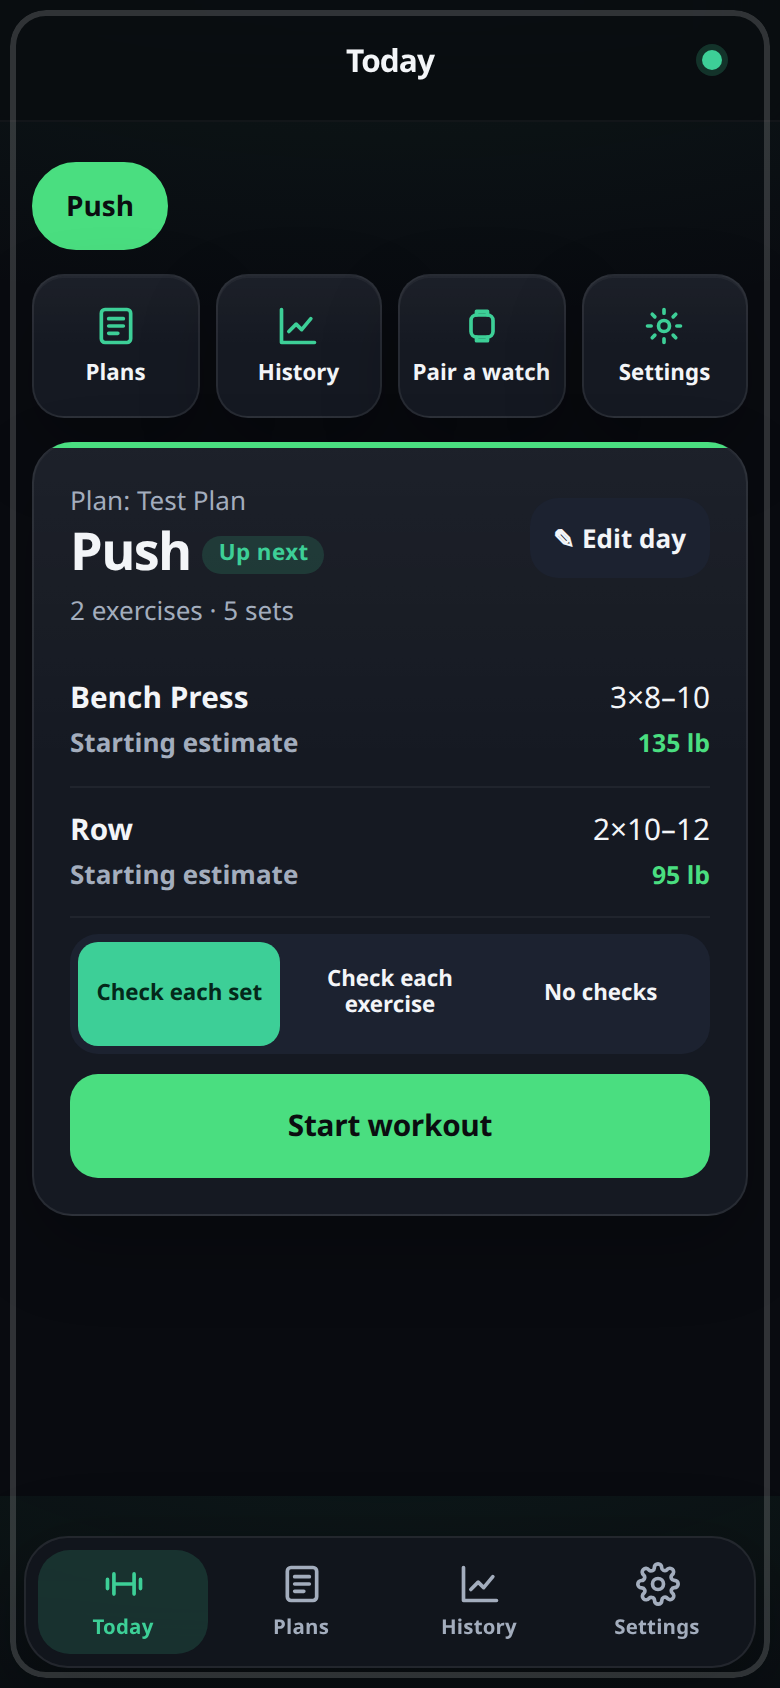 Today
Push
Plans
History
Pair a watch
Settings
Plan: Test Plan
Push
Up next
✎ Edit day
2 exercises · 5 sets
Bench Press
3×8–10
Starting estimate
135 lb
Row
2×10–12
Starting estimate
95 lb
Check each set
Check each
exercise
No checks
Start workout
Today
Plans
History
Settings